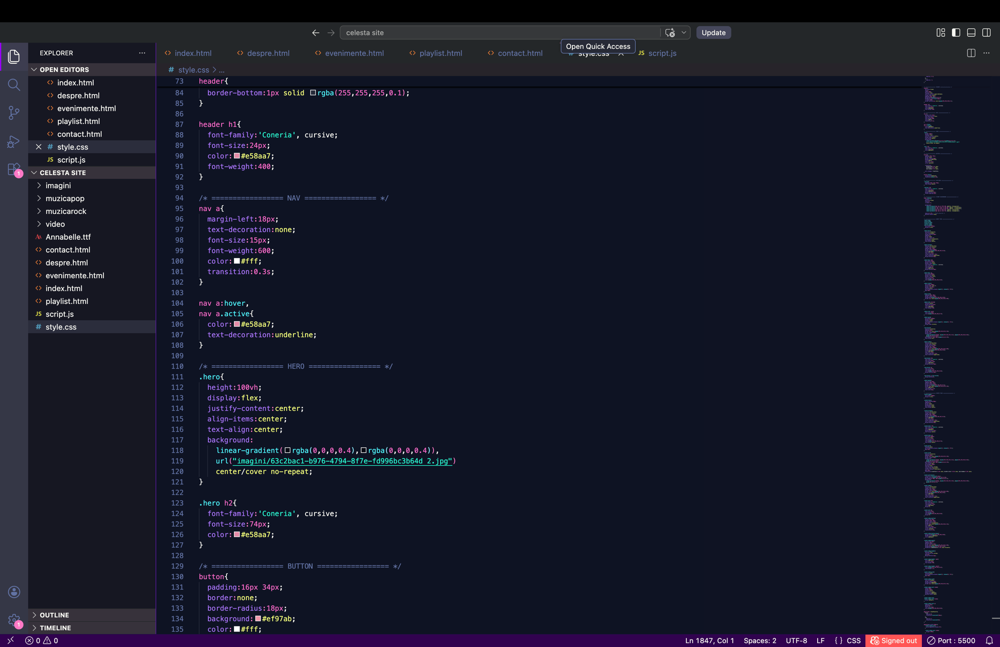 celesta site
Update
Open Quick Access
EXPLORER
index.html
despre.html
evenimente.html
playlist.html
contact.html
style.css
JS script.js
# style.css > ...
OPEN EDITORS
index.html
despre.html
evenimente.html
playlist.html
contact.html
# style.css
JS script.js
CELESTA SITE
imagini
muzicapop
muzicarock
video
Annabelle.ttf
contact.html
despre.html
evenimente.html
index.html
playlist.html
JS script.js
# style.css
OUTLINE
TIMELINE
1
1
73 header{
84 border-bottom:1px solid rgba(255,255,255,0.1);
85 }
86
87 header h1{
88 font-family:'Coneria', cursive;
89 font-size:24px;
90 color:#e58aa7;
91 font-weight:400;
92 }
93
94 /* ================= NAV ================= */
95 nav a{
96 margin-left:18px;
97 text-decoration:none;
98 font-size:15px;
99 font-weight:600;
100 color:#fff;
101 transition:0.3s;
102 }
103
104 nav a:hover,
105 nav a.active{
106 color:#e58aa7;
107 text-decoration:underline;
108 }
109
110 /* ================= HERO ================= */
111 .hero{
112 height:100vh;
113 display:flex;
114 justify-content:center;
115 align-items:center;
116 text-align:center;
117 background:
118 linear-gradient(rgba(0,0,0,0.4),rgba(0,0,0,0.4)),
119 url("imagini/63c2bac1-b976-4794-8f7e-fd996bc3b64d 2.jpg")
120 center/cover no-repeat;
121 }
122
123 .hero h2{
124 font-family:'Coneria', cursive;
125 font-size:74px;
126 color:#e58aa7;
127 }
128
129 /* ================= BUTTON ================= */
130 button{
131 padding:16px 34px;
132 border:none;
133 border-radius:18px;
134 background:#ef97ab;
135 color:#fff;
0 0
Ln 1847, Col 1
Spaces: 2
UTF-8
LF
{ } CSS
Signed out
Port : 5500